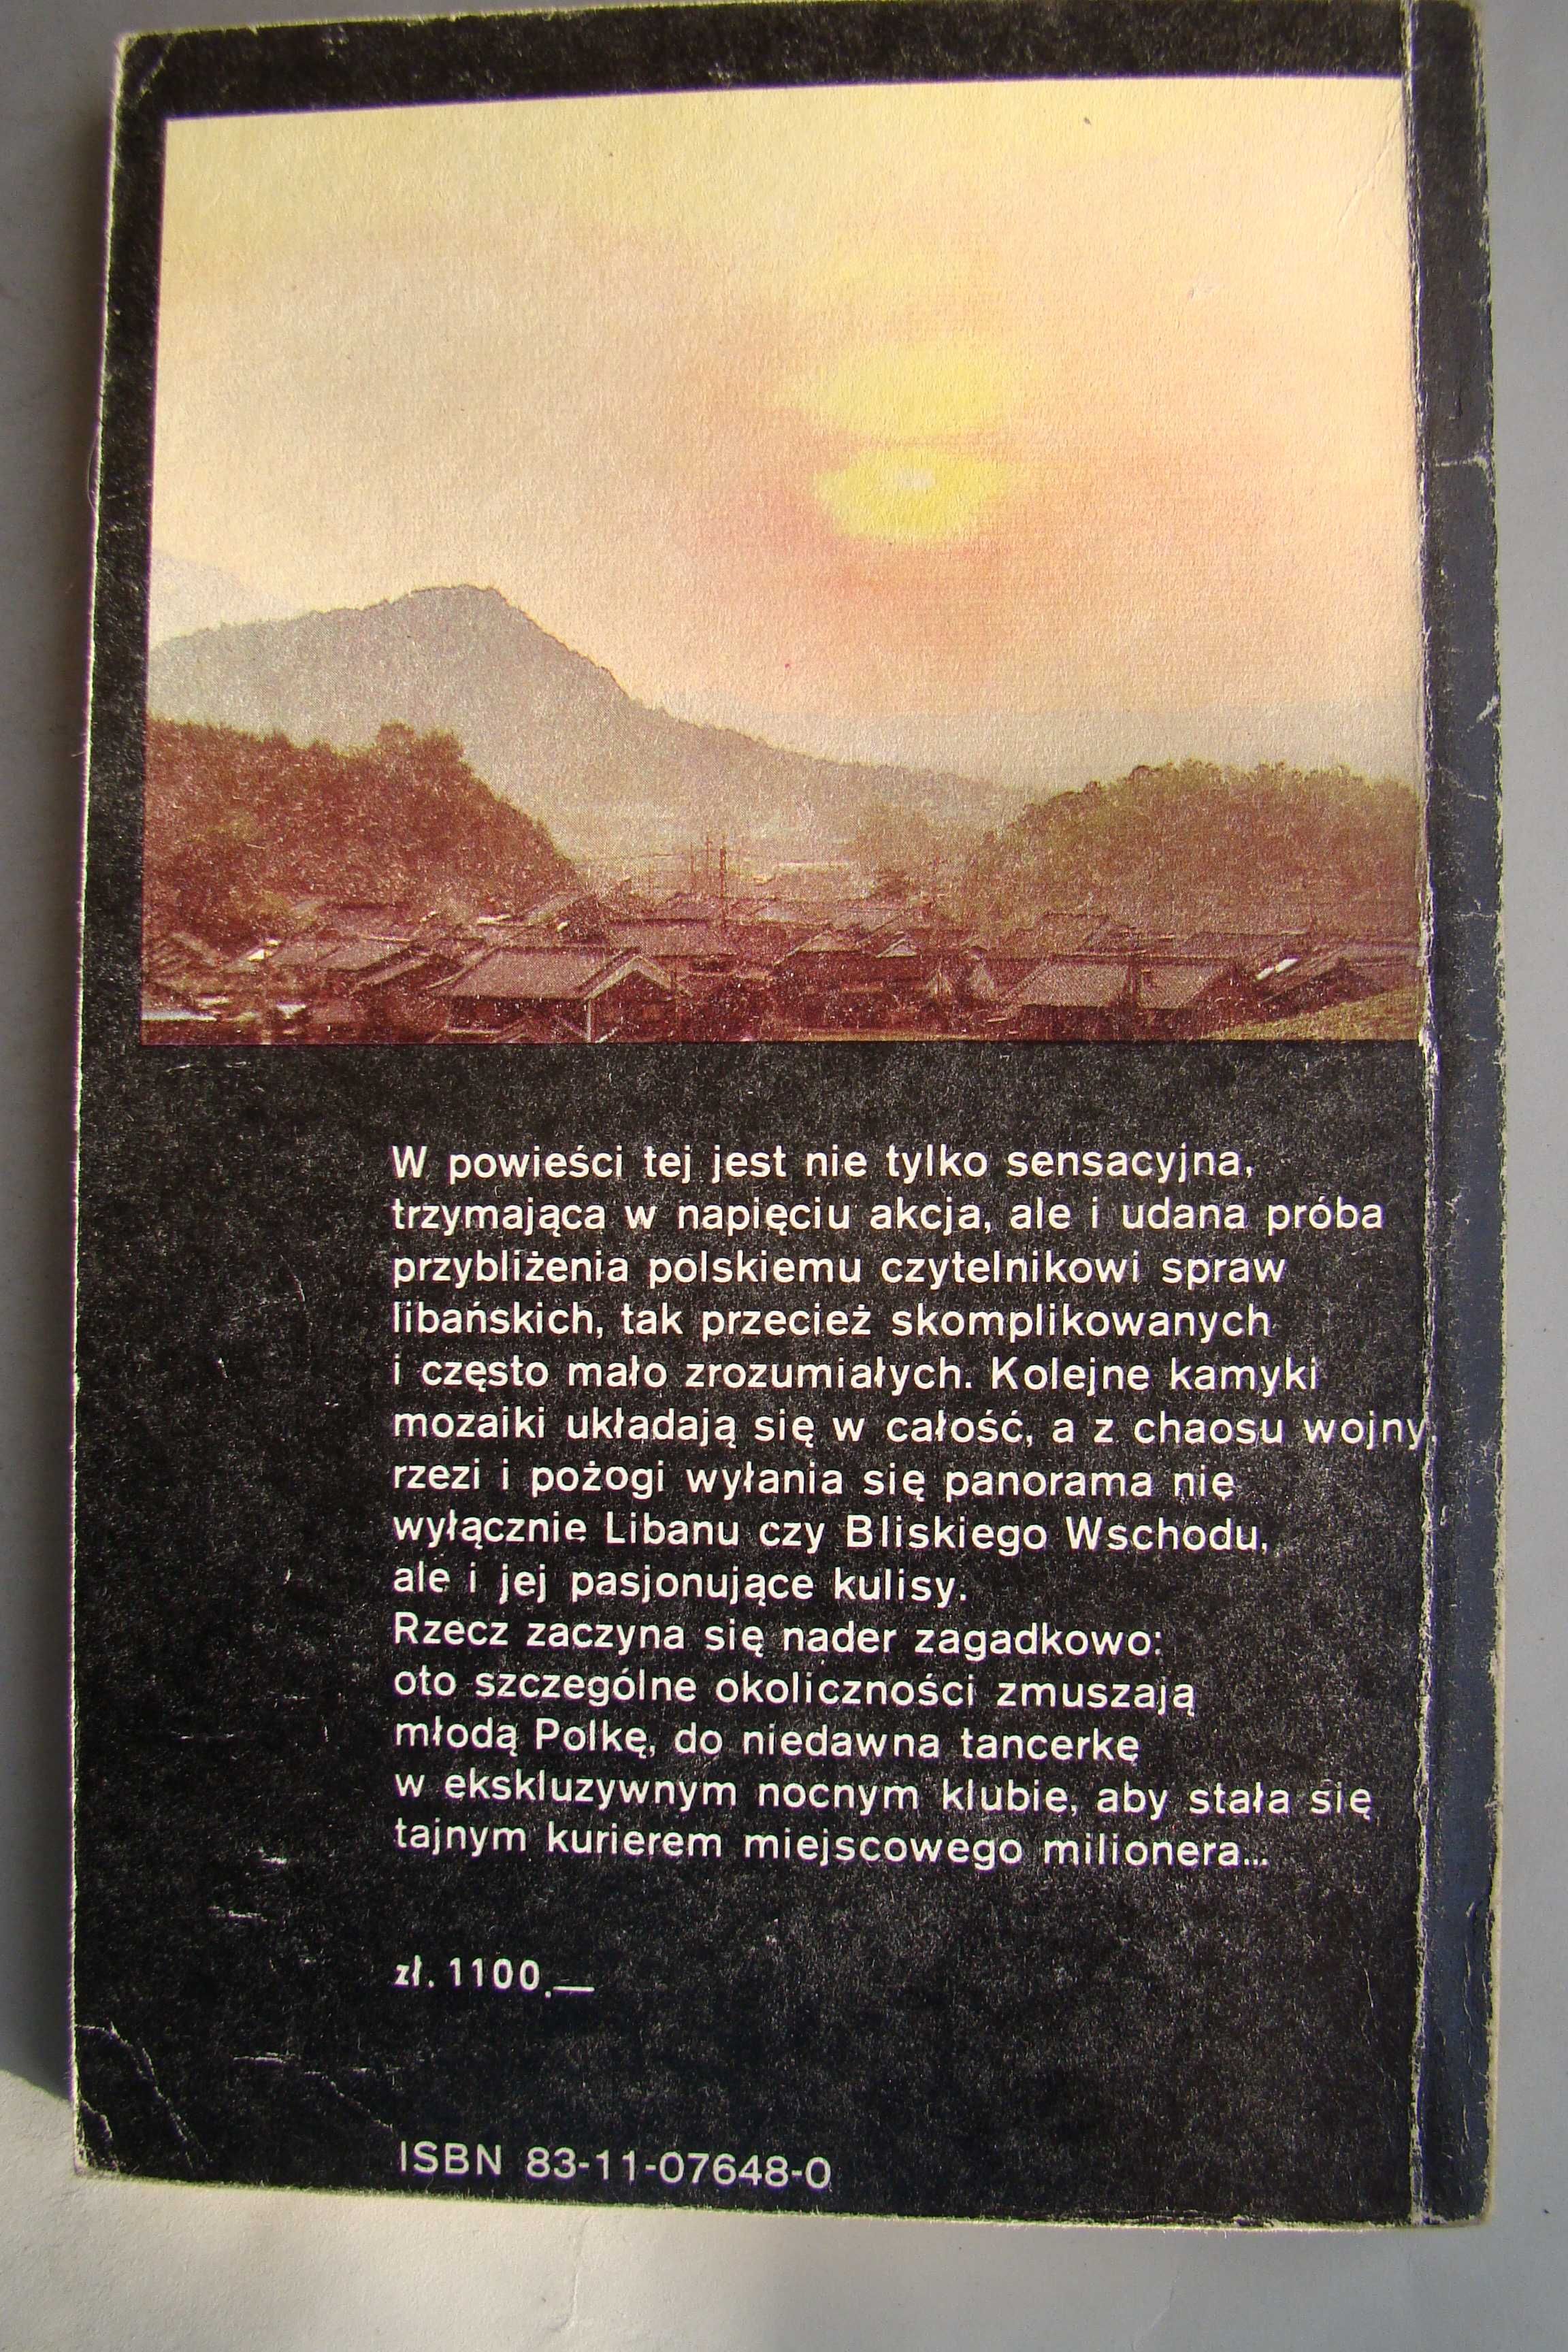 W powieści tej jest nie tylko sensacyjna,
trzymająca w napięciu akcja, ale i udana próba
przybliżenia polskiemu czytelnikowi spraw
libańskich, tak przecież skomplikowanych
i często mało zrozumiałych. Kolejne kamyki
mozaiki układają się w całość, a z chaosu wojny,
rzezi i pożogi wyłania się panorama nie
wyłącznie Libanu czy Bliskiego Wschodu,
ale i jej pasjonujące kulisy.
Rzecz zaczyna się nader zagadkowo:
oto szczególne okoliczności zmuszają
młodą Polkę, do niedawna tancerkę
w ekskluzywnym nocnym klubie, aby stała się
tajnym kurierem miejscowego milionera...
zł. 1100.—
ISBN 83-11-07648-0